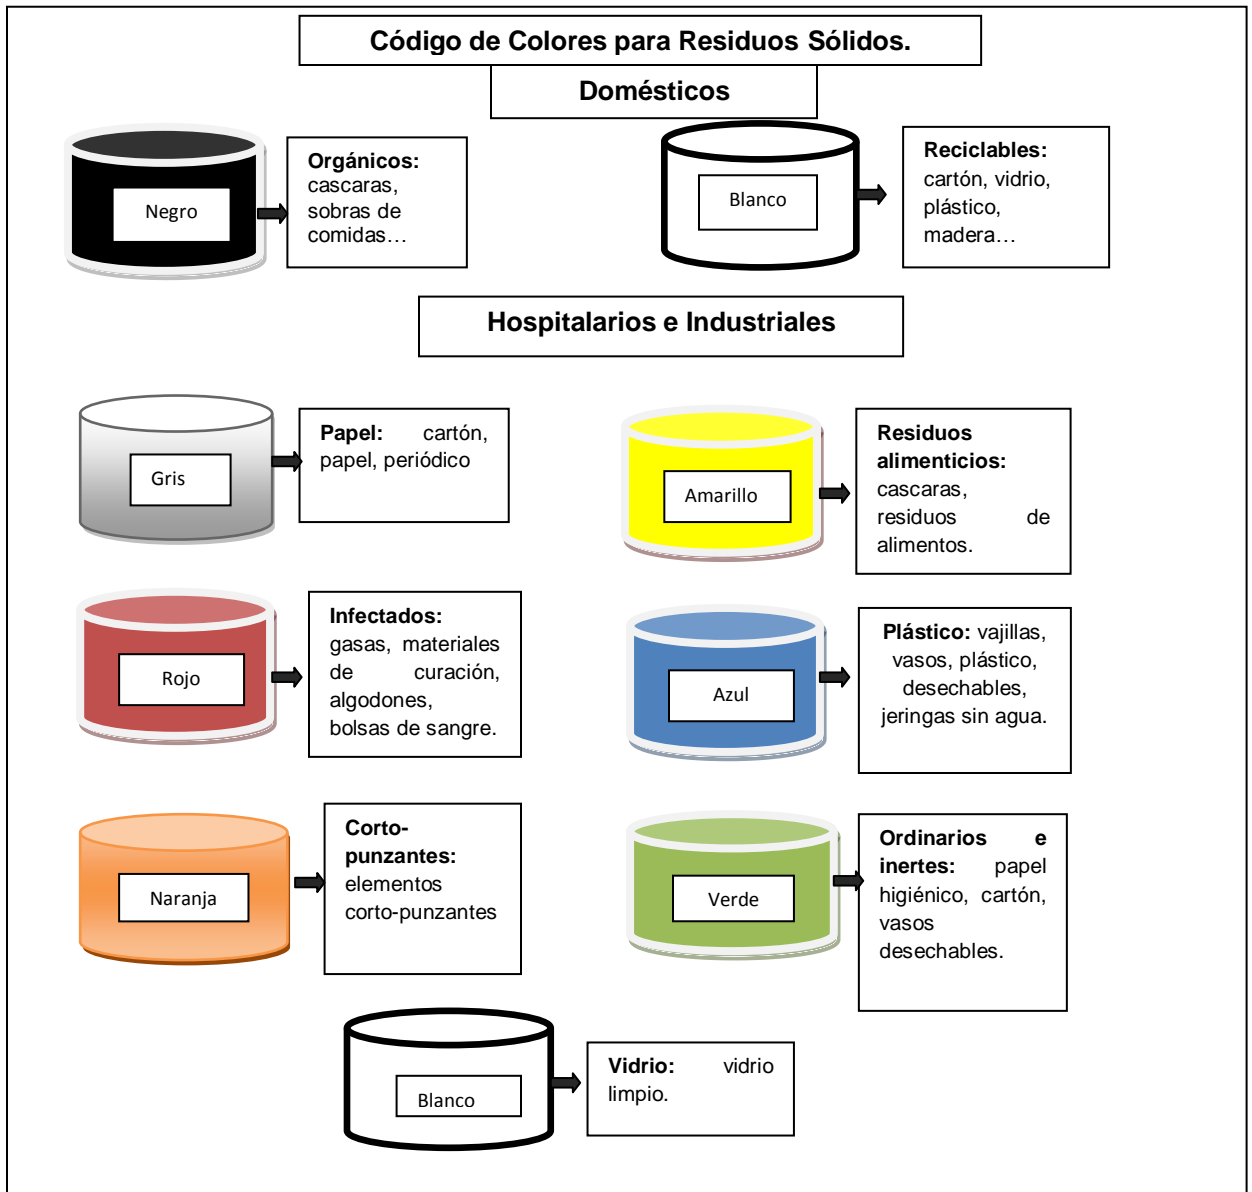 Código de Colores para Residuos Sólidos.
Domésticos
Negro
Orgánicos:
cascaras,
sobras de
comidas…
Blanco
Reciclables:
cartón, vidrio,
plástico,
madera…
Hospitalarios e Industriales
Gris
Papel: cartón,
papel, periódico
Amarillo
Residuos
alimenticios:
cascaras,
residuos de
alimentos.
Rojo
Infectados:
gasas, materiales
de curación,
algodones,
bolsas de sangre.
Azul
Plástico: vajillas,
vasos, plástico,
desechables,
jeringas sin agua.
Naranja
Corto-
punzantes:
elementos
corto-punzantes
Verde
Ordinarios e
inertes: papel
higiénico, cartón,
vasos
desechables.
Blanco
Vidrio: vidrio
limpio.